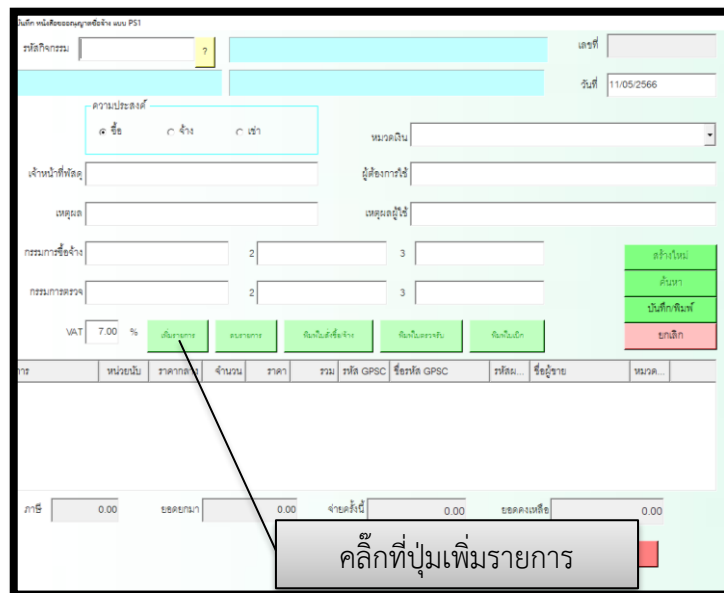 บันทึก หนังสือขออนุญาตซื้อจ้าง แบบ PS1
รหัสกิจกรรม ? เลขที่
วันที่ 11/05/2566
ความประสงค์
ซื้อ จ้าง เช่า
หมวดเงิน
เจ้าหน้าที่พัสดุ ผู้ต้องการใช้
เหตุผล เหตุผลผู้ใช้
กรรมการซื้อจ้าง 2 3
สร้างใหม่
ค้นหา
กรรมการตรวจ 2 3
บันทึก/พิมพ์
VAT 7.00 % เพิ่มรายการ ลบรายการ พิมพ์ใบสั่งซื้อ/จ้าง พิมพ์ใบตรวจรับ พิมพ์ใบเบิก ยกเลิก
การ หน่วยนับ ราคากลาง จำนวน ราคา รวม รหัส GPSC ชื่อรหัส GPSC รหัสผ... ชื่อผู้ขาย หมวด...
ภาษี 0.00 ยอดยกมา 0.00 จ่ายครั้งนี้ 0.00 ยอดคงเหลือ 0.00
คลิ๊กที่ปุ่มเพิ่มรายการ